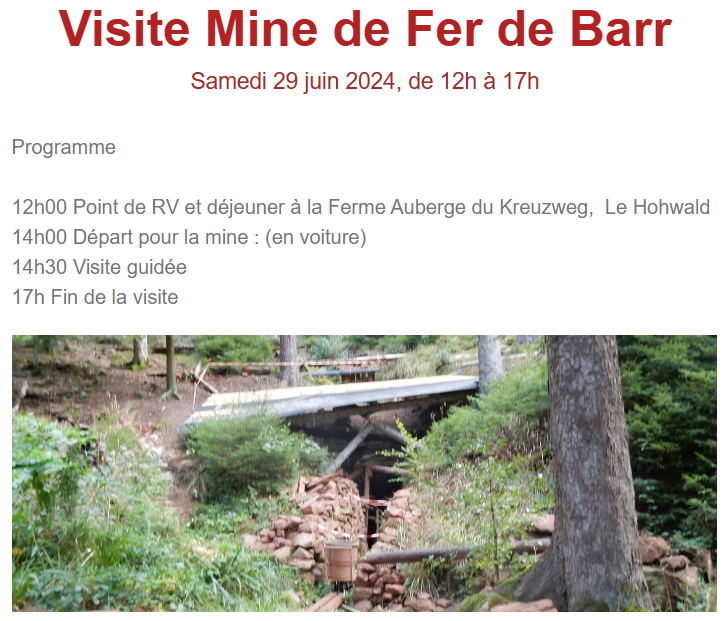 Visite Mine de Fer de Barr
Samedi 29 juin 2024, de 12h à 17h
Programme
12h00 Point de RV et déjeuner à la Ferme Auberge du Kreuzweg,  Le Hohwald
14h00 Départ pour la mine : (en voiture)
14h30 Visite guidée
17h Fin de la visite